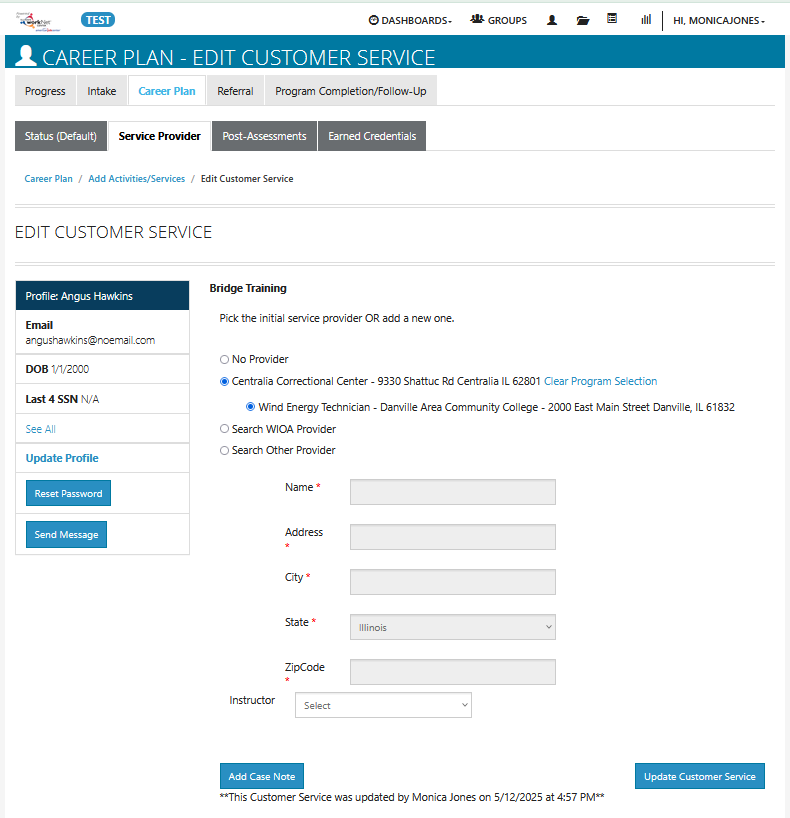 workNet
TEST
DASHBOARDS
GROUPS
HI, MONICAJONES
CAREER PLAN - EDIT CUSTOMER SERVICE
Progress
Intake
Career Plan
Referral
Program Completion/Follow-Up
Status (Default)
Service Provider
Post-Assessments
Earned Credentials
Career Plan / Add Activities/Services / Edit Customer Service
EDIT CUSTOMER SERVICE
Profile: Angus Hawkins
Email
angushawkins@noemail.com
DOB 1/1/2000
Last 4 SSN N/A
See All
Update Profile
Reset Password
Send Message
Bridge Training
Pick the initial service provider OR add a new one.
No Provider
Centralia Correctional Center - 9330 Shattuc Rd Centralia IL 62801 Clear Program Selection
Wind Energy Technician - Danville Area Community College - 2000 East Main Street Danville, IL 61832
Search WIOA Provider
Search Other Provider
Name *
Address
*
City *
State * Illinois
ZipCode
*
Instructor Select
Add Case Note
Update Customer Service
**This Customer Service was updated by Monica Jones on 5/12/2025 at 4:57 PM**